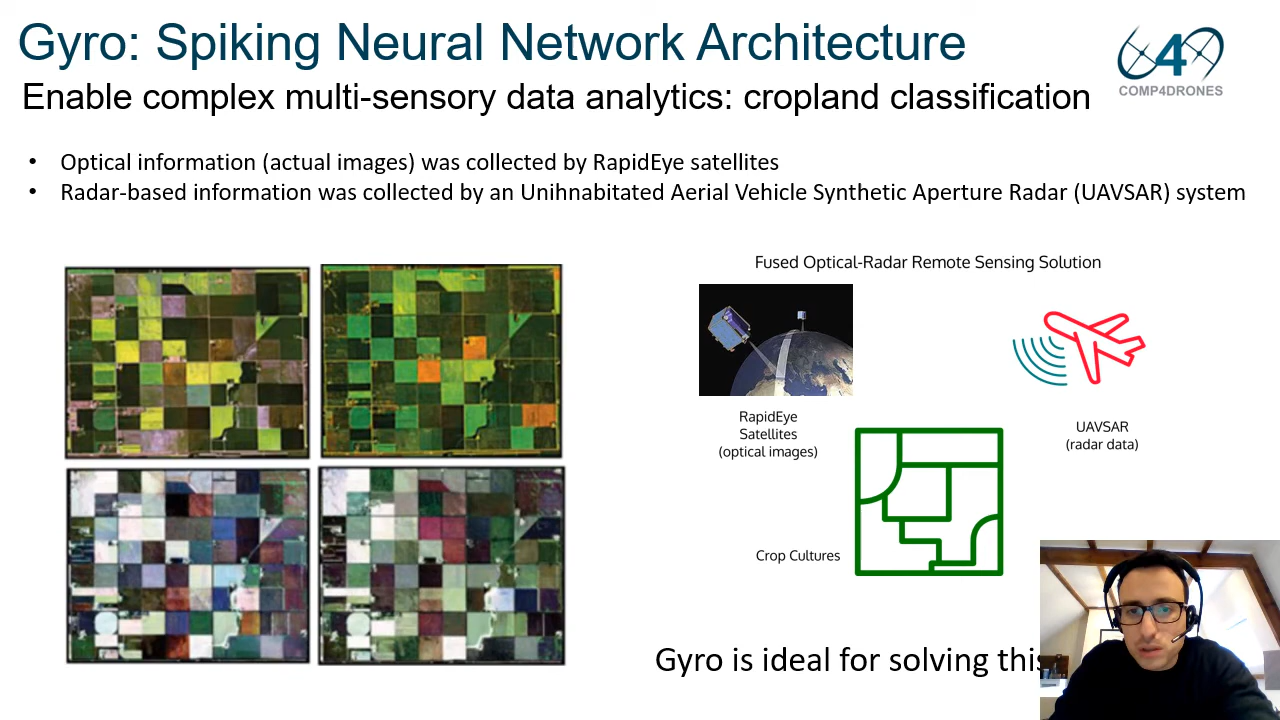 Gyro: Spiking Neural Network Architecture
Enable complex multi-sensory data analytics: cropland classification
COMP4DRONES
• Optical information (actual images) was collected by RapidEye satellites
• Radar-based information was collected by an Unihnabitated Aerial Vehicle Synthetic Aperture Radar (UAVSAR) system
Fused Optical-Radar Remote Sensing Solution
RapidEye
Satellites
(optical images)
UAVSAR
(radar data)
Crop Cultures
Gyro is ideal for solving this